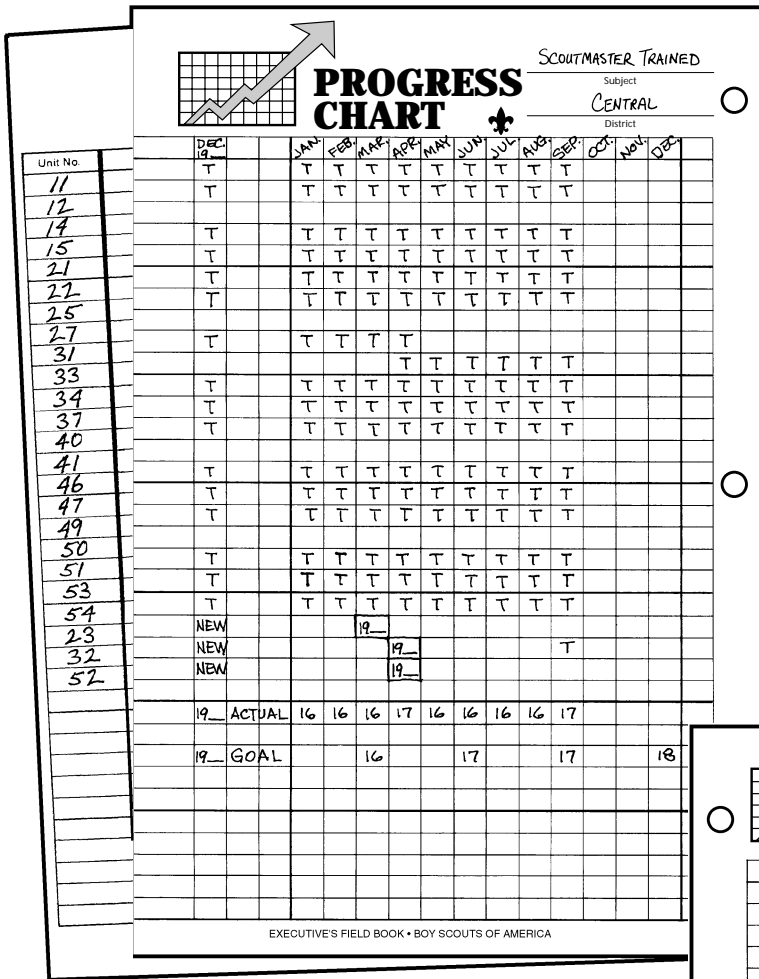 SCOUTMASTER TRAINED
Subject
PROGRESS
CHART
CENTRAL
District
Unit No.
11
12
14
15
21
22
25
27
31
33
34
37
40
41
46
47
49
50
51
53
54
23
32
52
DEC. 19__ JAN. FEB. MAR. APR. MAY JUN. JUL. AUG. SEP. OCT. NOV. DEC.
T T T T T T T T T T
T T T T T T T T T T
T T T T T T T T T T
T T T T T T T T T T
T T T T T T T T T T
T T T T T T T T T T
T T T T T
T T T T T T
T T T T T T T T T T
T T T T T T T T T T
T T T T T T T T T T
T T T T T T T T T T
T T T T T T T T T T
T T T T T T T T T T
T T T T T T T T T T
T T T T T T T T T T
T T T T T T T T T T
NEW 19__
NEW 19__ T
NEW 19__
19__ ACTUAL 16 16 16 17 16 16 16 16 17
19__ GOAL 16 17 17 18
EXECUTIVE'S FIELD BOOK • BOY SCOUTS OF AMERICA